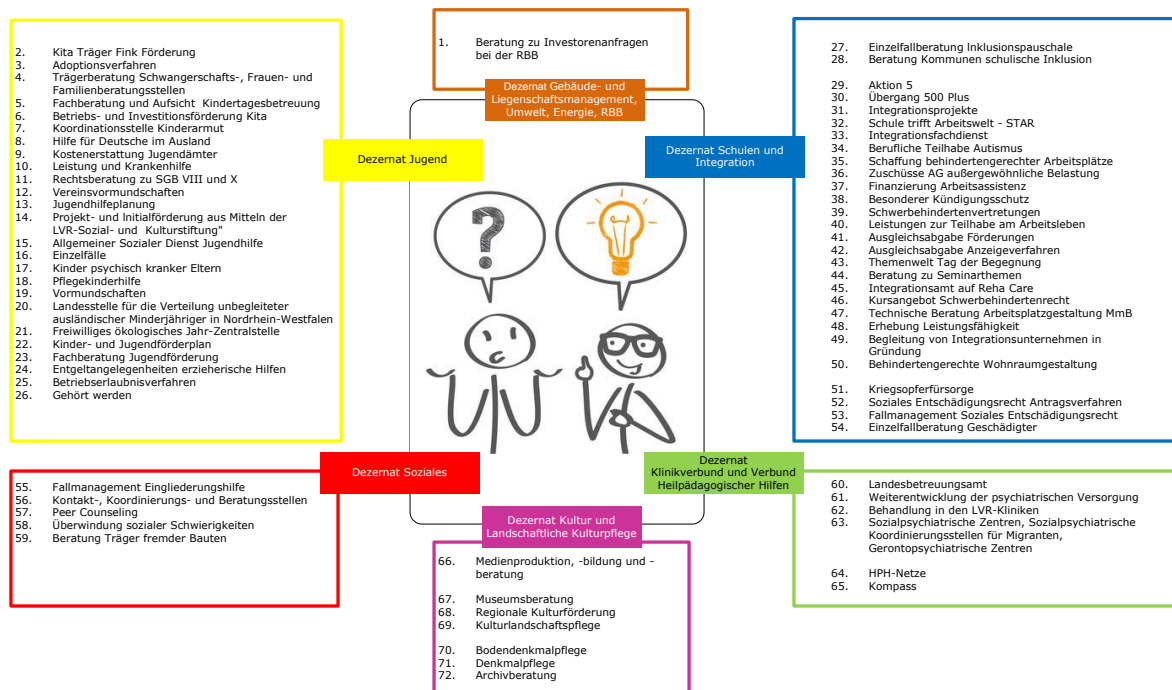 1. Beratung zu Investorenanfragen
bei der RBB
Dezernat Gebäude- und
Liegenschaftsmanagement,
Umwelt, Energie, RBB
2. Kita Träger Fink Förderung
3. Adoptionsverfahren
4. Trägerberatung Schwangerschafts-, Frauen- und
Familienberatungsstellen
5. Fachberatung und Aufsicht Kindertagesbetreuung
6. Betriebs- und Investitionsförderung Kita
7. Koordinationsstelle Kinderarmut
8. Hilfe für Deutsche im Ausland
9. Kostenerstattung Jugendämter
10. Leistung und Krankenhilfe
11. Rechtsberatung zu SGB VIII und X
12. Vereinsvormundschaften
13. Jugendhilfeplanung
14. Projekt- und Initialförderung aus Mitteln der
LVR-Sozial- und Kulturstiftung"
15. Allgemeiner Sozialer Dienst Jugendhilfe
16. Einzelfälle
17. Kinder psychisch kranker Eltern
18. Pflegekinderhilfe
19. Vormundschaften
20. Landesstelle für die Verteilung unbegleiteter
ausländischer Minderjähriger in Nordrhein-Westfalen
21. Freiwilliges ökologisches Jahr-Zentralstelle
22. Kinder- und Jugendförderplan
23. Fachberatung Jugendförderung
24. Entgeltangelegenheiten erzieherische Hilfen
25. Betriebserlaubnisverfahren
26. Gehört werden
Dezernat Jugend
Dezernat Schulen und
Integration
27. Einzelfallberatung Inklusionspauschale
28. Beratung Kommunen schulische Inklusion
29. Aktion 5
30. Übergang 500 Plus
31. Integrationsprojekte
32. Schule trifft Arbeitswelt - STAR
33. Integrationsfachdienst
34. Berufliche Teilhabe Autismus
35. Schaffung behindertengerechter Arbeitsplätze
36. Zuschüsse AG außergewöhnliche Belastung
37. Finanzierung Arbeitsassistenz
38. Besonderer Kündigungsschutz
39. Schwerbehindertenvertretungen
40. Leistungen zur Teilhabe am Arbeitsleben
41. Ausgleichsabgabe Förderungen
42. Ausgleichsabgabe Anzeigeverfahren
43. Themenwelt Tag der Begegnung
44. Beratung zu Seminarthemen
45. Integrationsamt auf Reha Care
46. Kursangebot Schwerbehindertenrecht
47. Technische Beratung Arbeitsplatzgestaltung MmB
48. Erhebung Leistungsfähigkeit
49. Begleitung von Integrationsunternehmen in
Gründung
50. Behindertengerechte Wohnraumgestaltung
51. Kriegsopferfürsorge
52. Soziales Entschädigungsrecht Antragsverfahren
53. Fallmanagement Soziales Entschädigungsrecht
54. Einzelfallberatung Geschädigter
?
Dezernat Soziales
55. Fallmanagement Eingliederungshilfe
56. Kontakt-, Koordinierungs- und Beratungsstellen
57. Peer Counseling
58. Überwindung sozialer Schwierigkeiten
59. Beratung Träger fremder Bauten
Dezernat
Klinikverbund und Verbund
Heilpädagogischer Hilfen
60. Landesbetreuungsamt
61. Weiterentwicklung der psychiatrischen Versorgung
62. Behandlung in den LVR-Kliniken
63. Sozialpsychiatrische Zentren, Sozialpsychiatrische
Koordinierungsstellen für Migranten,
Gerontopsychiatrische Zentren
64. HPH-Netze
65. Kompass
Dezernat Kultur und
Landschaftliche Kulturpflege
66. Medienproduktion, -bildung und -
beratung
67. Museumsberatung
68. Regionale Kulturförderung
69. Kulturlandschaftspflege
70. Bodendenkmalpflege
71. Denkmalpflege
72. Archivberatung